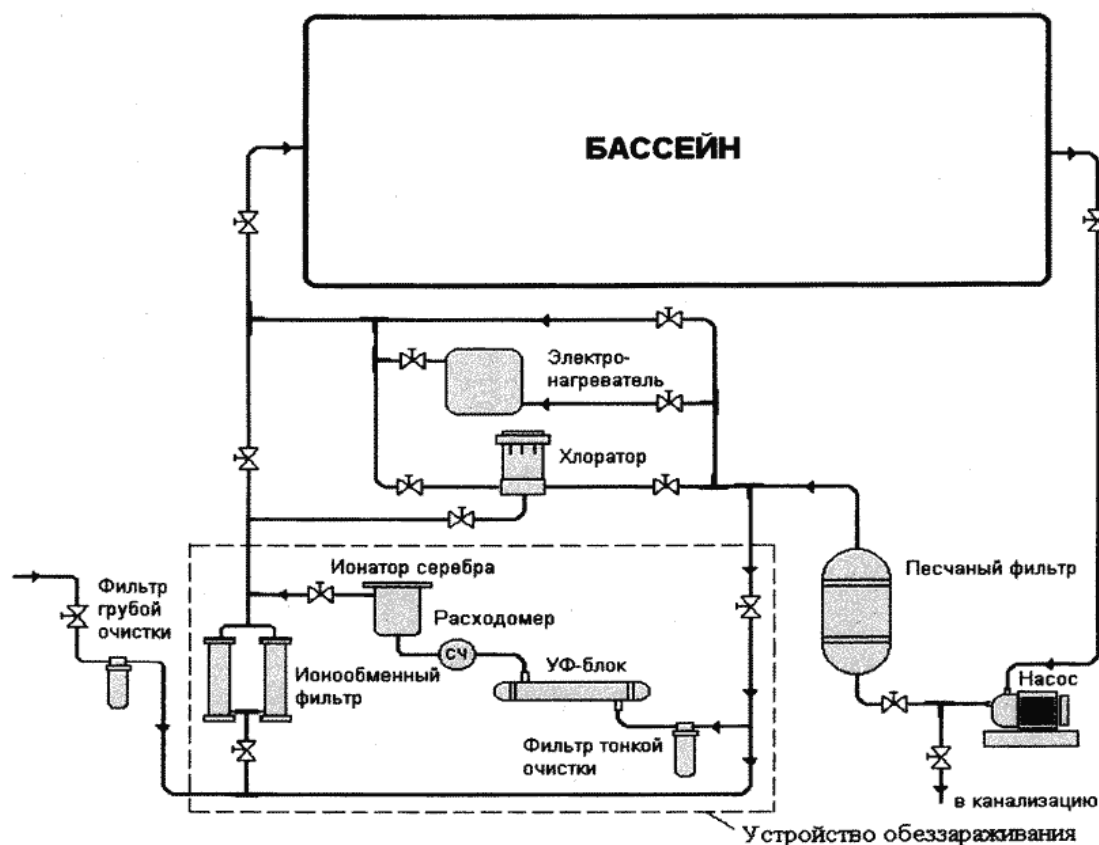 БАССЕЙН
Электро-
нагреватель
Хлоратор
Ионатор серебра
Фильтр
грубой
очистки
Расходомер
Песчаный фильтр
СЧ
УФ-блок
Ионообменный
фильтр
Насос
Фильтр тонкой
очистки
в канализацию
Устройство обеззараживания